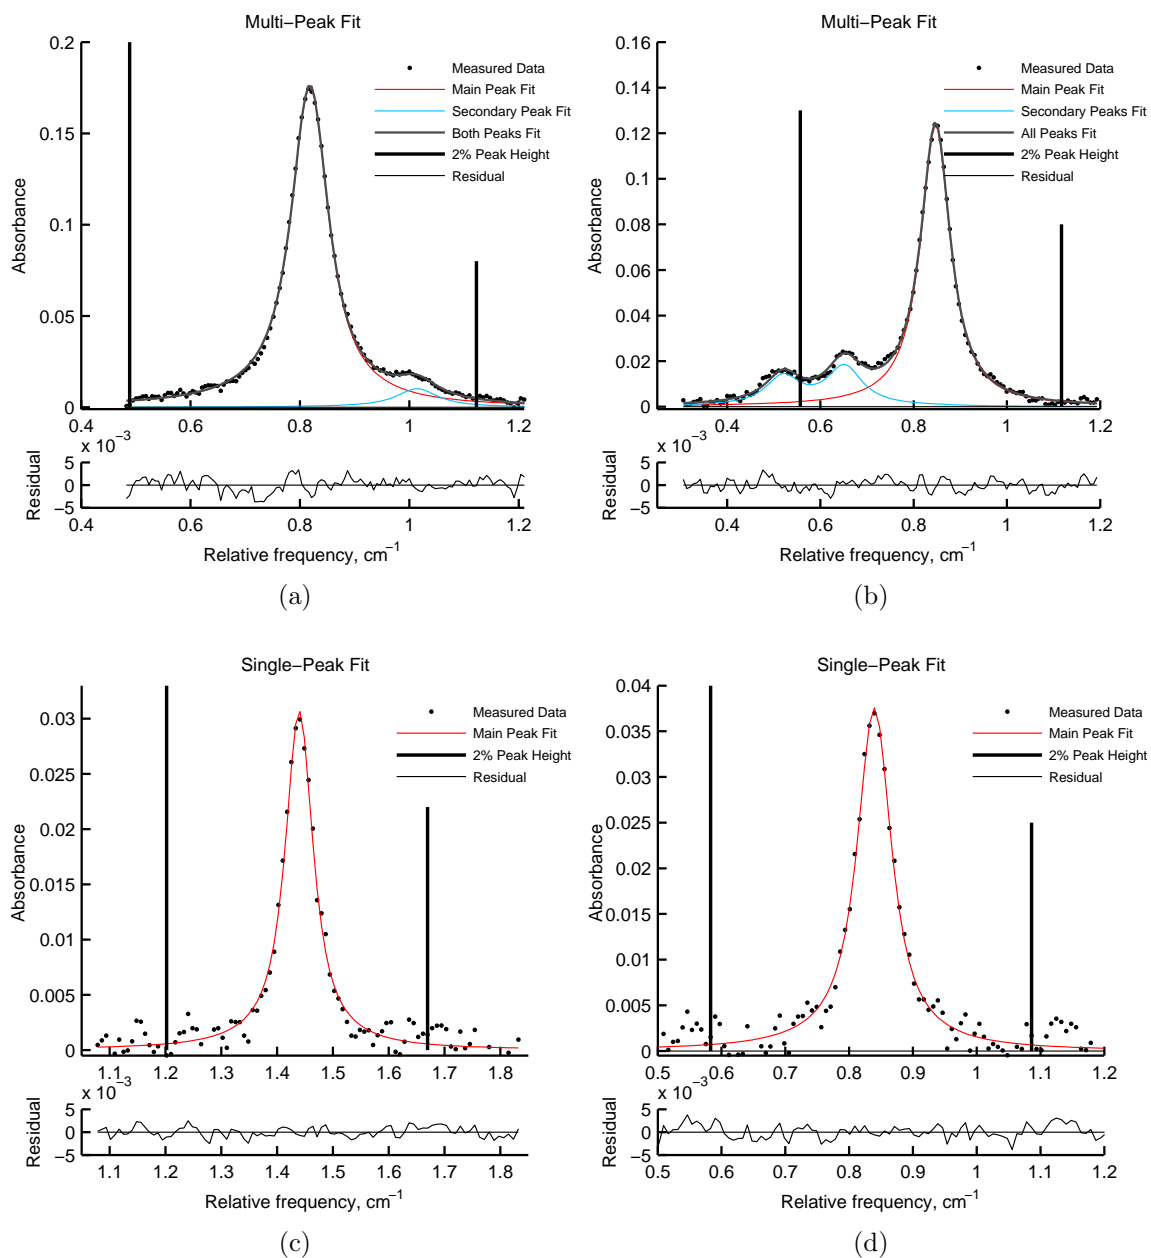 Multi−Peak Fit
0.2
0.15
0.1
0.05
0
Absorbance
Measured Data
Main Peak Fit
Secondary Peak Fit
Both Peaks Fit
2% Peak Height
Residual
0.4 0.6 0.8 1 1.2
x 10−3
5
0
−5
Residual
0.4 0.6 0.8 1 1.2
Relative frequency, cm−1
(a)
Multi−Peak Fit
0.16
0.14
0.12
0.1
0.08
0.06
0.04
0.02
0
Absorbance
Measured Data
Main Peak Fit
Secondary Peaks Fit
All Peaks Fit
2% Peak Height
Residual
0.4 0.6 0.8 1 1.2
x 10−3
5
0
−5
Residual
0.4 0.6 0.8 1 1.2
Relative frequency, cm−1
(b)
Single−Peak Fit
0.03
0.025
0.02
0.015
0.01
0.005
0
Absorbance
Measured Data
Main Peak Fit
2% Peak Height
Residual
1.1 1.2 1.3 1.4 1.5 1.6 1.7 1.8
x 10−3
5
0
−5
Residual
1.1 1.2 1.3 1.4 1.5 1.6 1.7 1.8
Relative frequency, cm−1
(c)
Single−Peak Fit
0.04
0.035
0.03
0.025
0.02
0.015
0.01
0.005
0
Absorbance
Measured Data
Main Peak Fit
2% Peak Height
Residual
0.5 0.6 0.7 0.8 0.9 1 1.1 1.2
x 10−3
5
0
−5
Residual
0.5 0.6 0.7 0.8 0.9 1 1.1 1.2
Relative frequency, cm−1
(d)